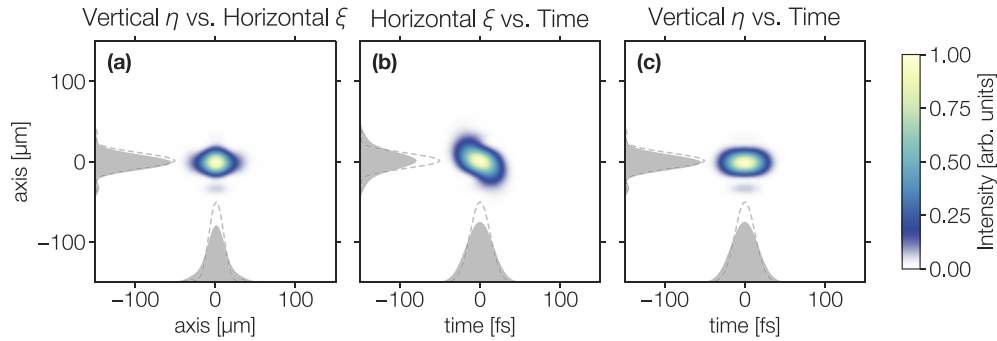 Vertical η vs. Horizontal ξ
Horizontal ξ vs. Time
Vertical η vs. Time
(a)
(b)
(c)
axis [µm]
100
0
−100
−100 0 100
−100 0 100
−100 0 100
axis [µm]
time [fs]
time [fs]
1.00
0.75
0.50
0.25
0.00
Intensity [arb. units]